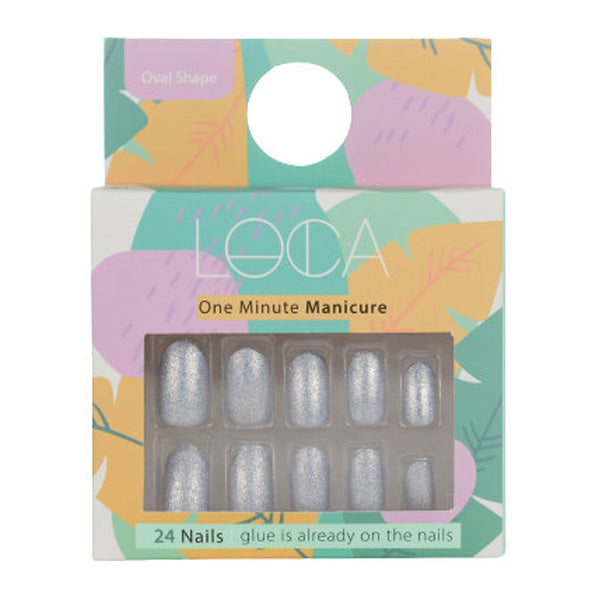 Oval Shape
LOCA
One Minute Manicure
24 Nails glue is already on the nails